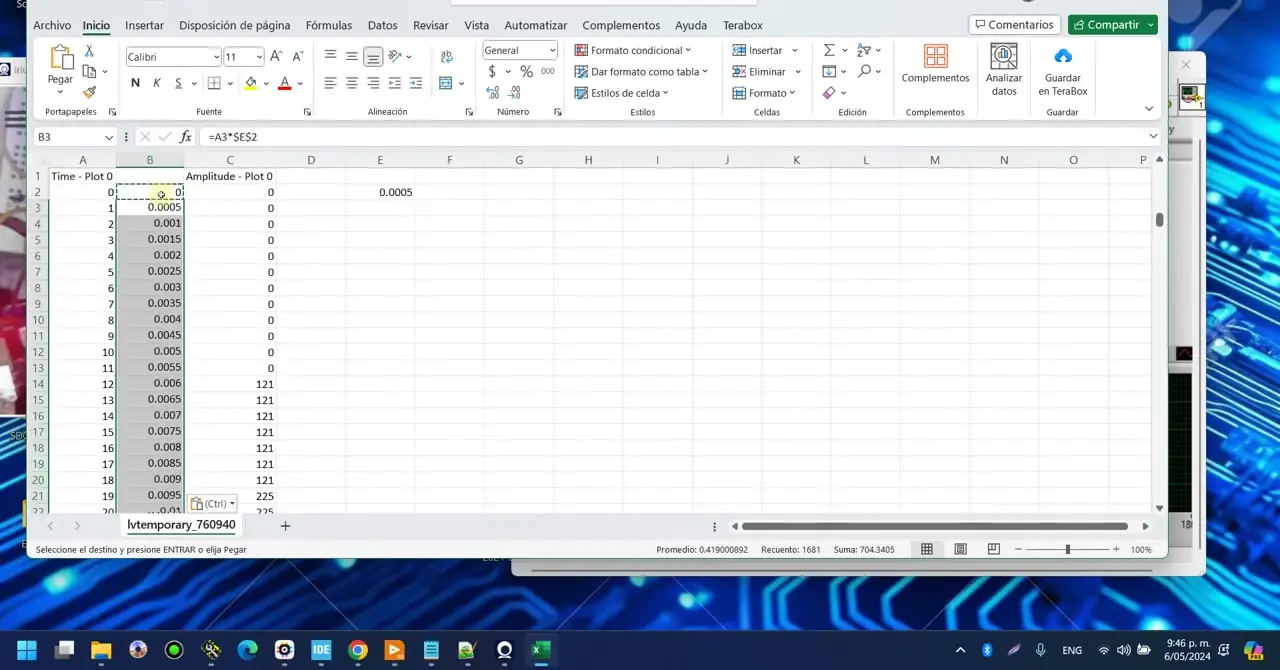 Archivo Inicio Insertar Disposición de página Fórmulas Datos Revisar Vista Automatizar Complementos Ayuda Terabox Comentarios Compartir
Pegar
Calibri 11
N K S
General
$ % 000
Formato condicional
Dar formato como tabla
Estilos de celda
Insertar
Eliminar
Formato
Complementos
Analizar
datos
Guardar
en TeraBox
Portapapeles Fuente Alineación Número Estilos Celdas Edición Complementos Guardar
B3 fx =A3*$E$2
A B C D E F G H I J K L M N O P
1 Time - Plot 0 Amplitude - Plot 0
2 0 0 0 0.0005
3 1 0.0005 0
4 2 0.001 0
5 3 0.0015 0
6 4 0.002 0
7 5 0.0025 0
8 6 0.003 0
9 7 0.0035 0
10 8 0.004 0
11 9 0.0045 0
12 10 0.005 0
13 11 0.0055 0
14 12 0.006 121
15 13 0.0065 121
16 14 0.007 121
17 15 0.0075 121
18 16 0.008 121
19 17 0.0085 121
20 18 0.009 121
21 19 0.0095 225
22 20 0.01 225
(Ctrl)
lvtemporary_760940
Seleccione el destino y presione ENTRAR o elija Pegar Promedio: 0.419000892 Recuento: 1681 Suma: 704.3405 100%
IDE
ENG
9:46 p. m.
6/05/2024